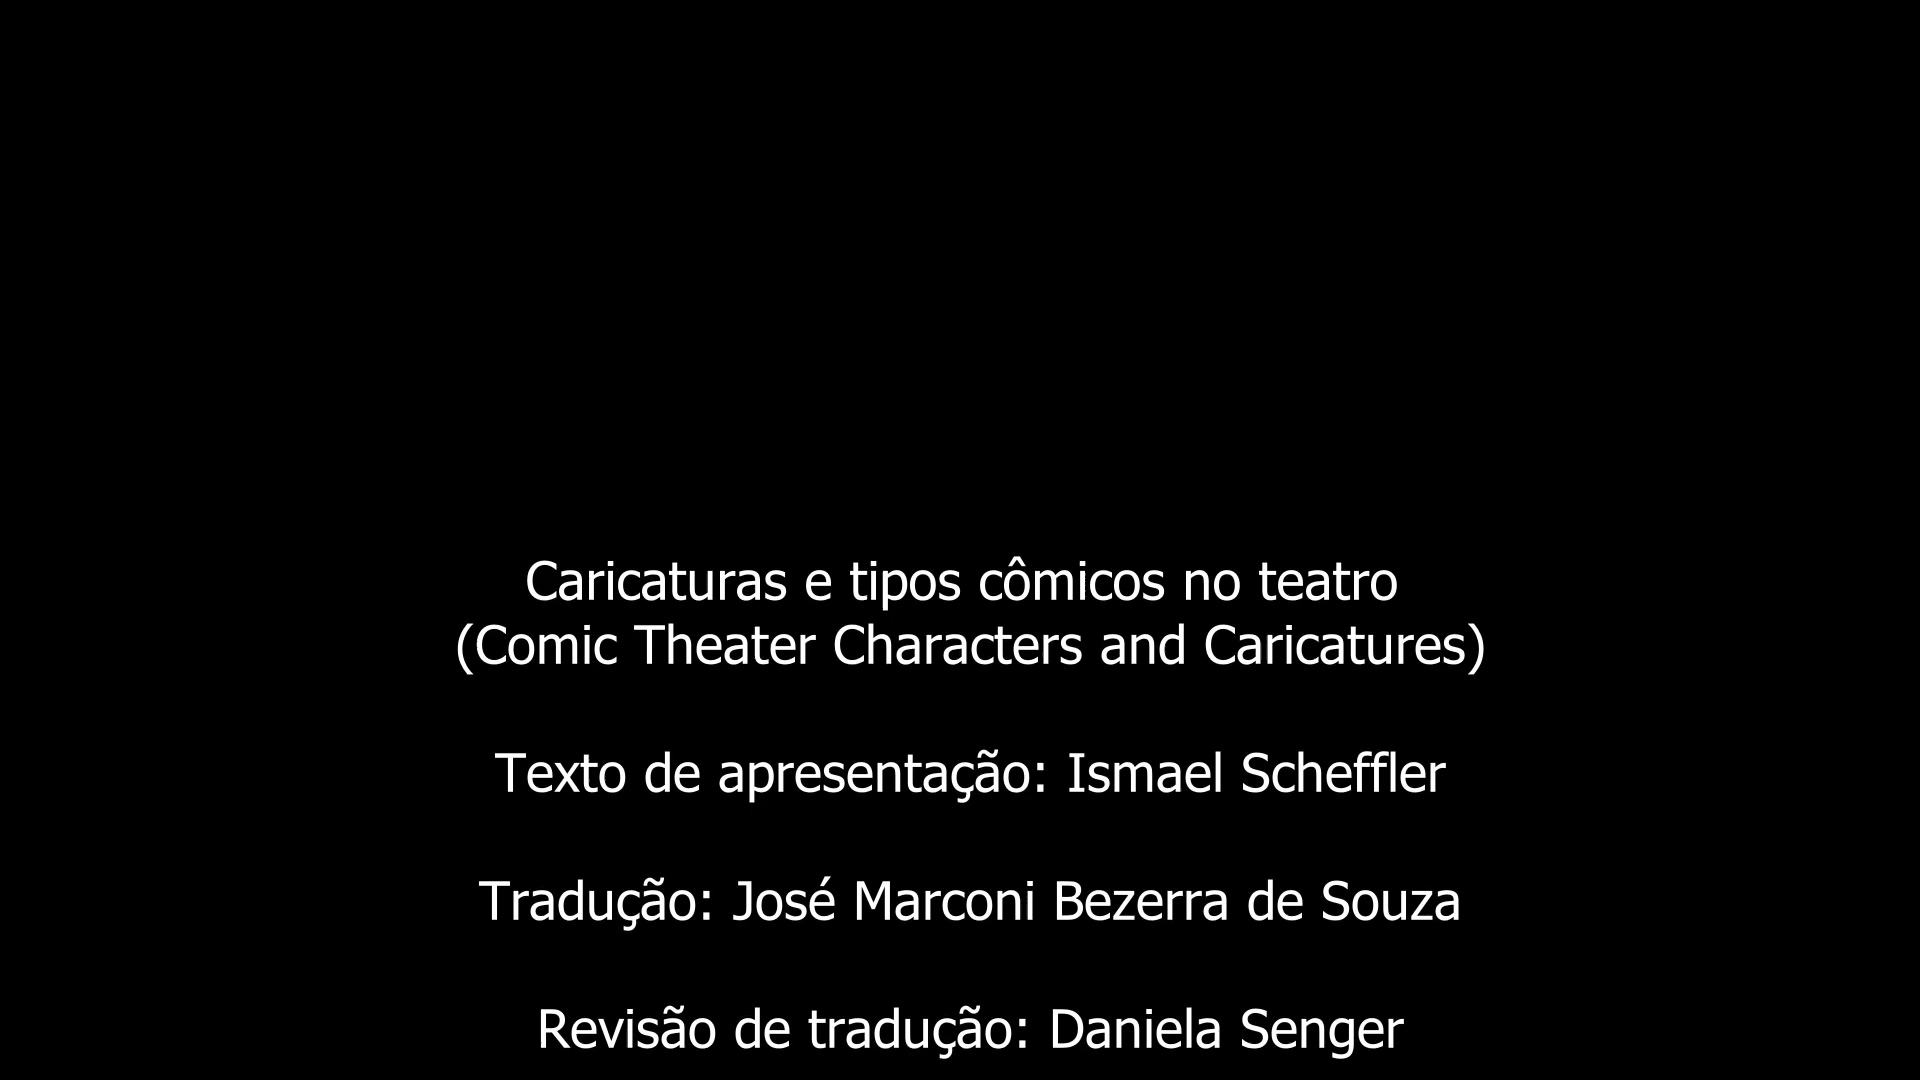 Caricaturas e tipos cômicos no teatro
(Comic Theater Characters and Caricatures)
Texto de apresentação: Ismael Scheffler
Tradução: José Marconi Bezerra de Souza
Revisão de tradução: Daniela Senger